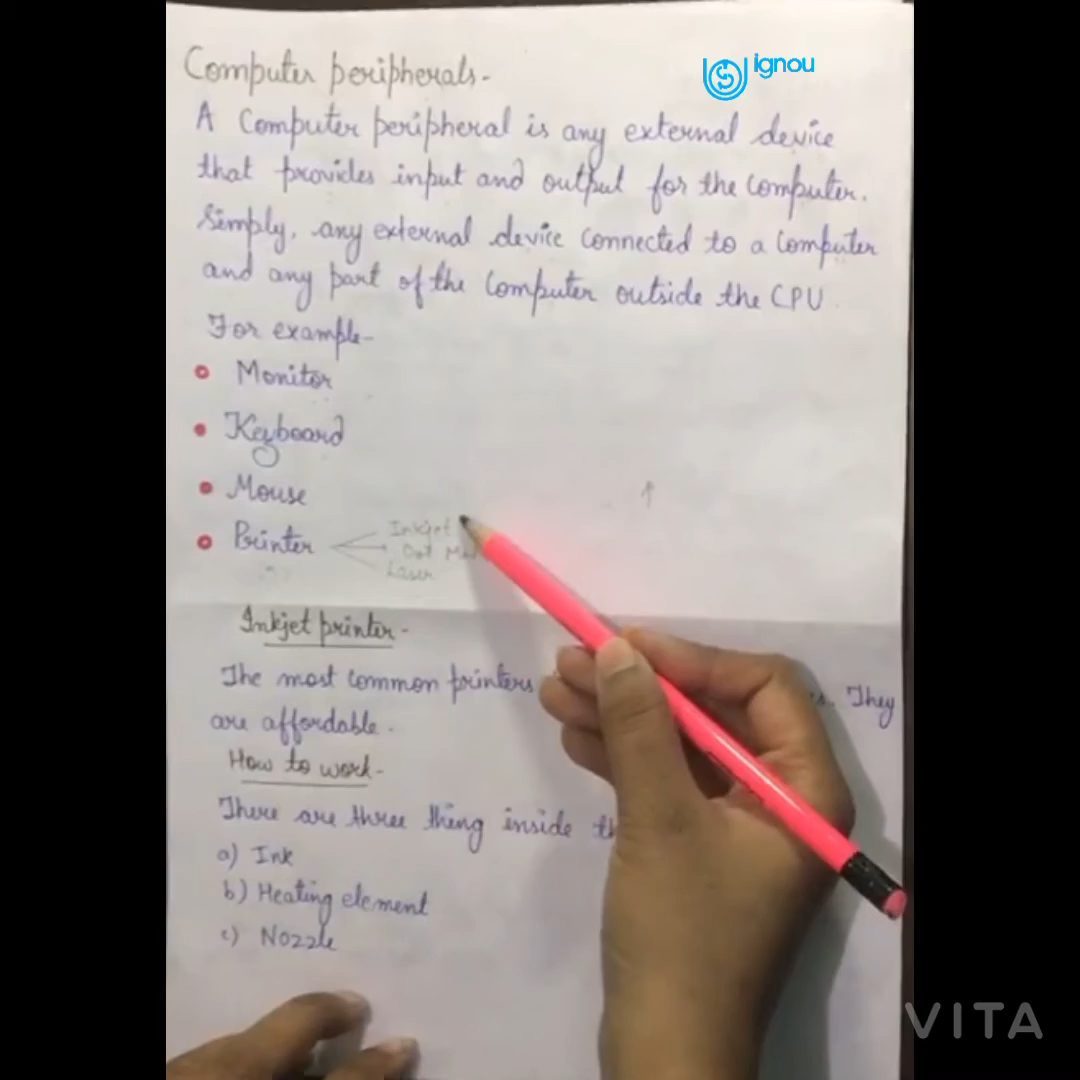 Computer peripherals-
ignou
A Computer peripheral is any external device
that provides input and output for the computer.
Simply, any external device connected to a computer
and any part of the computer outside the CPU
For example-
Monitor
Keyboard
Mouse
Printer
Inkjet
Dot
Laser
Inkjet printer-
The most common printers They
are affordable.
How to work-
There are three thing inside
a) Ink
b) Heating element
c) Nozzle
VITA